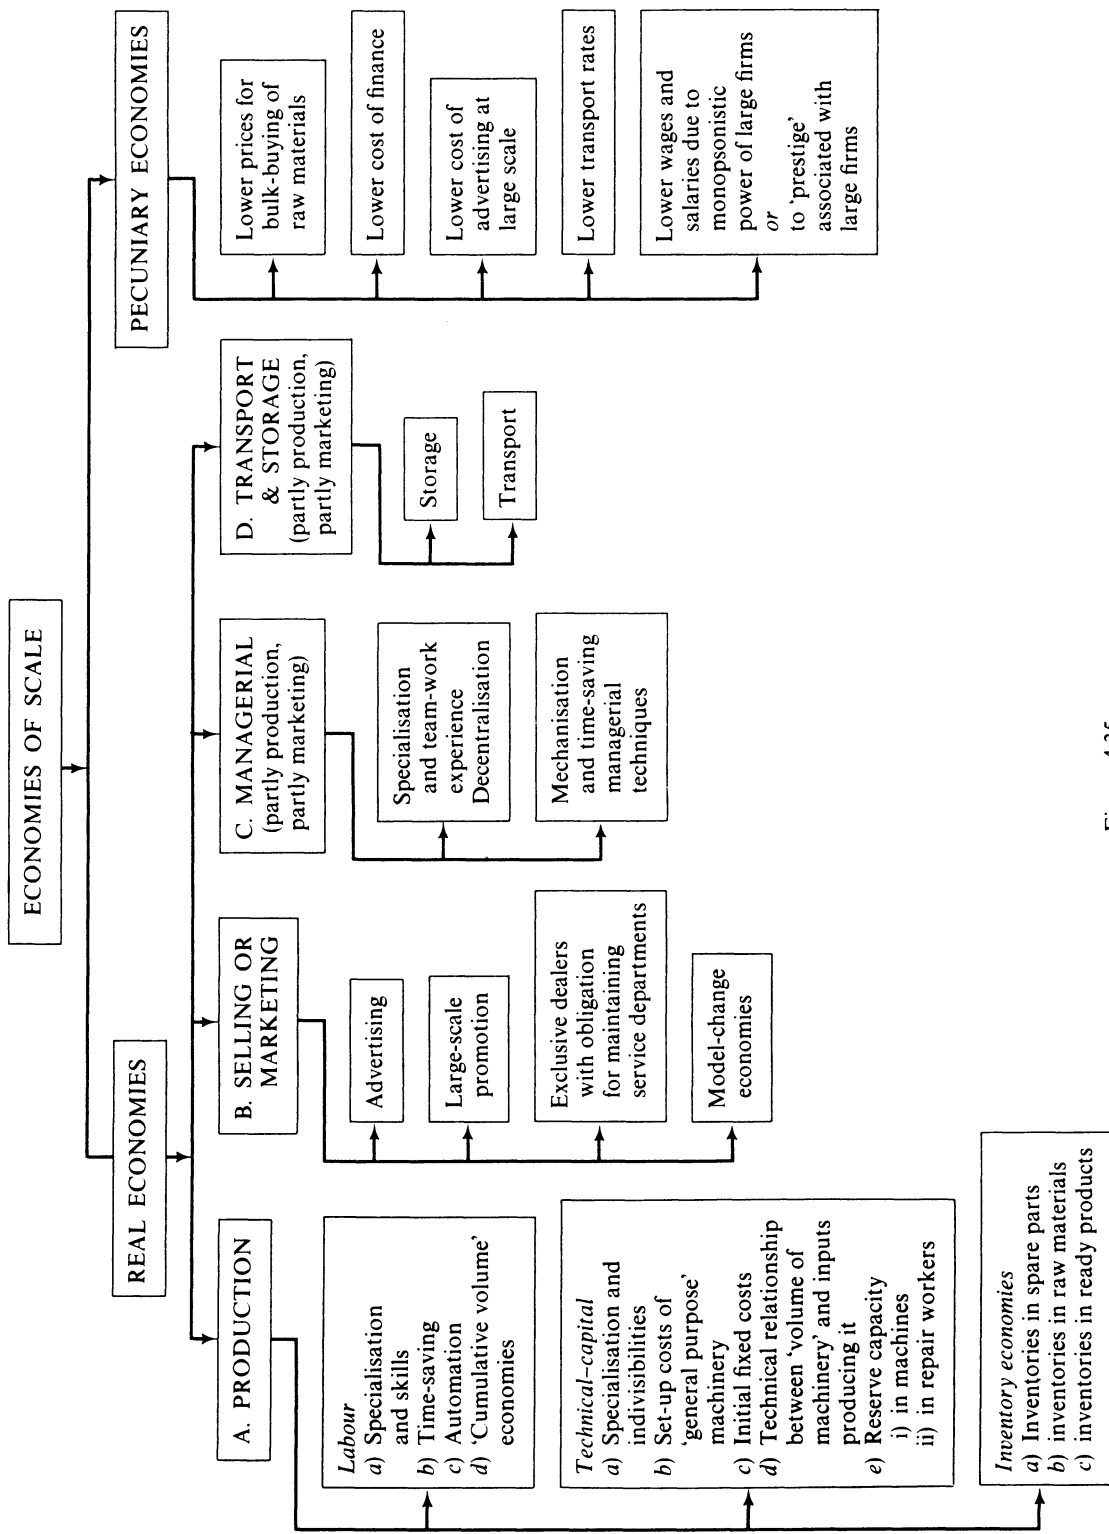 ECONOMIES OF SCALE
REAL ECONOMIES
PECUNIARY ECONOMIES
A. PRODUCTION
Labour
a) Specialisation
and skills
b) Time-saving
c) Automation
d) ‘Cumulative volume’
economies
Technical–capital
a) Specialisation and
indivisibilities
b) Set-up costs of
‘general purpose’
machinery
c) Initial fixed costs
d) Technical relationship
between ‘volume of
machinery’ and inputs
producing it
e) Reserve capacity
i) in machines
ii) in repair workers
Inventory economies
a) Inventories in spare parts
b) inventories in raw materials
c) inventories in ready products
B. SELLING OR
MARKETING
Advertising
Large-scale
promotion
Exclusive dealers
with obligation
for maintaining
service departments
Model-change
economies
C. MANAGERIAL
(partly production,
partly marketing)
Specialisation
and team-work
experience
Decentralisation
Mechanisation
and time-saving
managerial
techniques
D. TRANSPORT
& STORAGE
(partly production,
partly marketing)
Storage
Transport
Lower prices for
bulk-buying of
raw materials
Lower cost of finance
Lower cost of
advertising at
large scale
Lower transport rates
Lower wages and
salaries due to
monopsonistic
power of large firms
or
to ‘prestige’
associated with
large firms